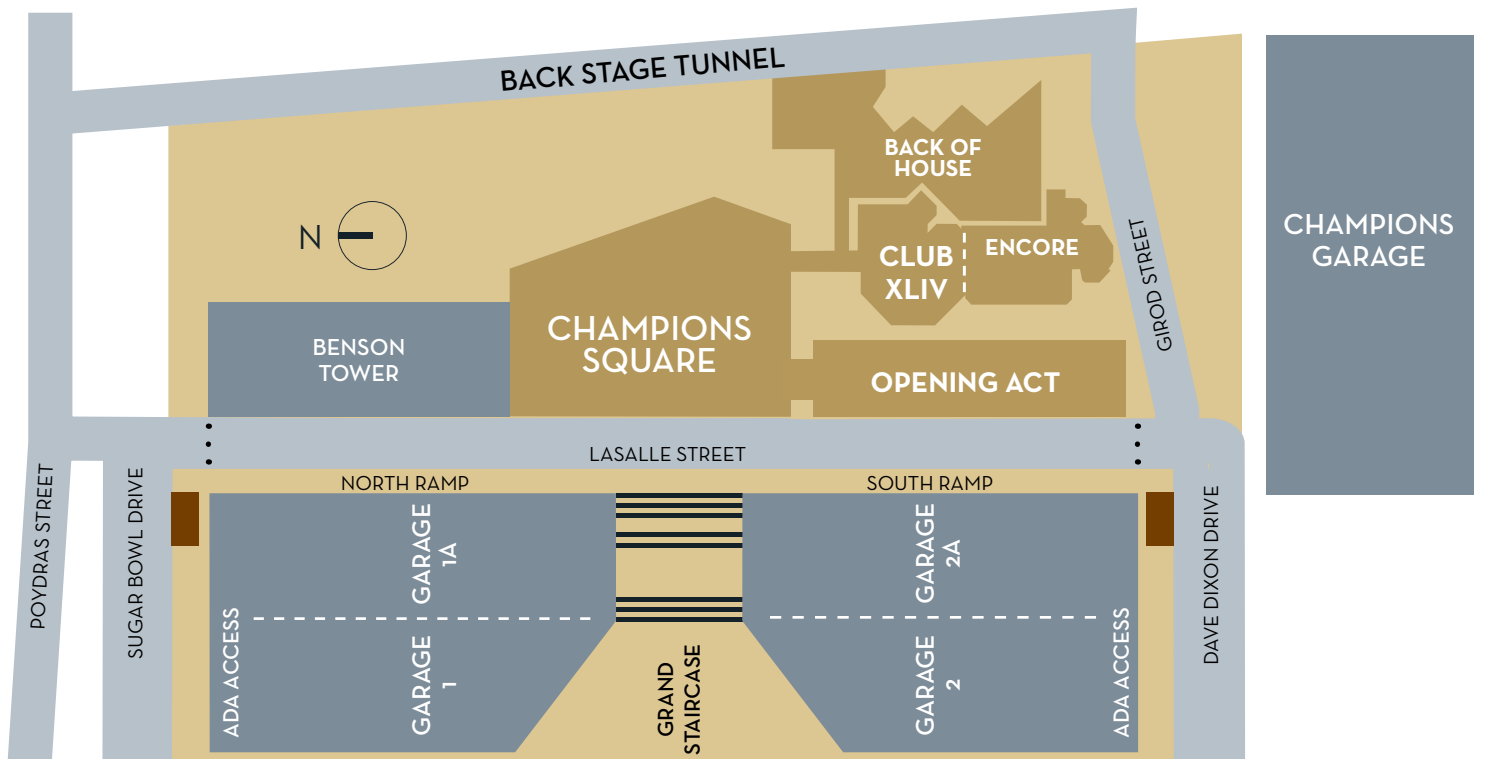 BACK STAGE TUNNEL
BACK OF
HOUSE
N
CLUB
XLIV
ENCORE
CHAMPIONS
GARAGE
GIROD STREET
CHAMPIONS
SQUARE
BENSON
TOWER
OPENING ACT
LASALLE STREET
NORTH RAMP
SOUTH RAMP
POYDRAS STREET
SUGAR BOWL DRIVE
GARAGE
1A
GARAGE
2A
DAVE DIXON DRIVE
ADA ACCESS
GARAGE
1
GRAND
STAIRCASE
GARAGE
2
ADA ACCESS